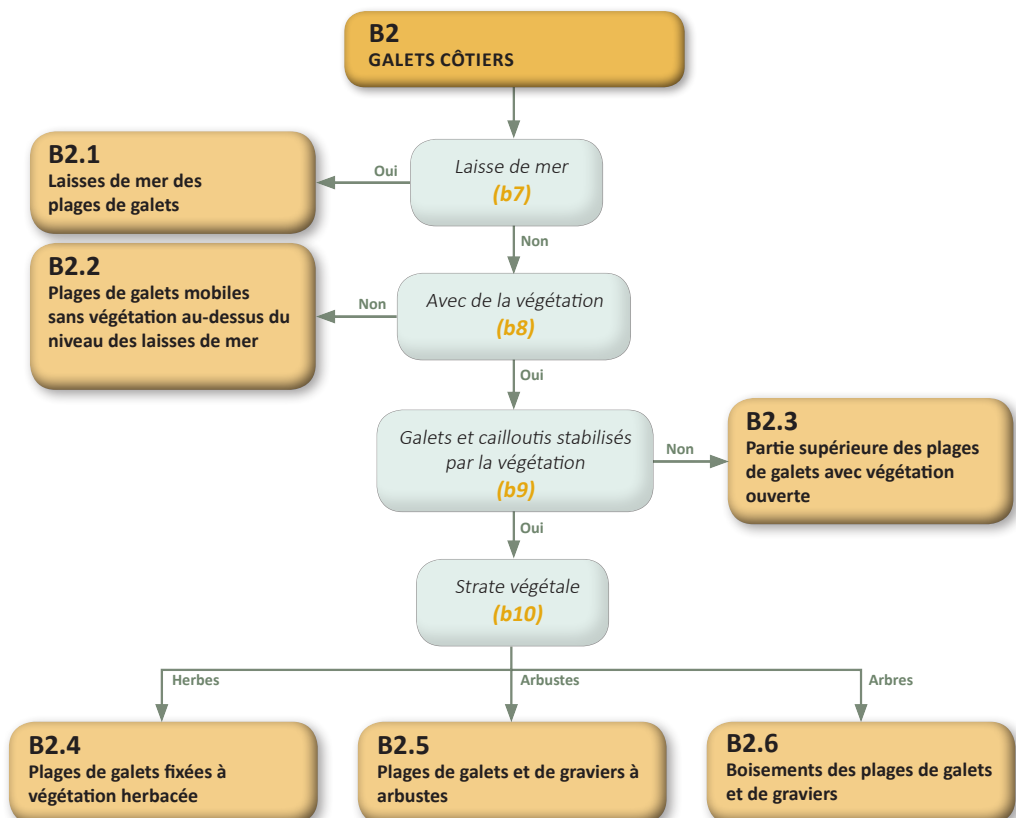 B2
GALETS CÔTIERS
B2.1
Laisses de mer des
plages de galets
Oui
Laisse de mer
(b7)
Non
B2.2
Plages de galets mobiles
sans végétation au-dessus du
niveau des laisses de mer
Non
Avec de la végétation
(b8)
Oui
Galets et cailloutis stabilisés
par la végétation
(b9)
Non
B2.3
Partie supérieure des plages
de galets avec végétation
ouverte
Oui
Strate végétale
(b10)
Herbes
Arbustes
Arbres
B2.4
Plages de galets fixées à
végétation herbacée
B2.5
Plages de galets et de graviers à
arbustes
B2.6
Boisements des plages de galets
et de graviers